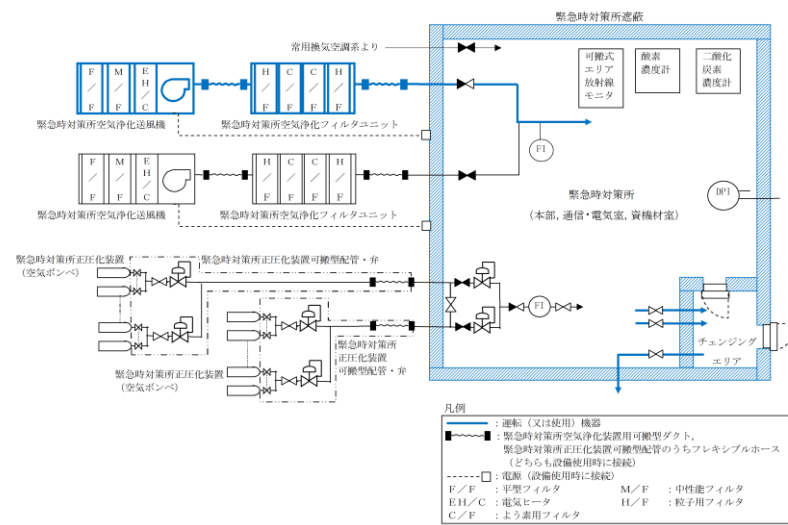 緊急時対策所遮蔽
常用換気空調系より
可搬式
エリア
放射線
モニタ
酸素
濃度計
二酸化
炭素
濃度計
F/F
M/F
EH/C
H/F
C/F
C/F
H/F
緊急時対策所空気浄化送風機
緊急時対策所空気浄化フィルタユニット
FI
F/F
M/F
EH/C
H/F
C/F
C/F
H/F
緊急時対策所空気浄化送風機
緊急時対策所空気浄化フィルタユニット
緊急時対策所
(本部, 通信・電気室, 資機材室)
DPI
緊急時対策所正圧化装置
(空気ボンベ)
緊急時対策所正圧化装置可搬型配管・弁
FI
緊急時対策所
正圧化装置
可搬型配管・弁
緊急時対策所正圧化装置
(空気ボンベ)
チェンジング
エリア
凡例
:運転(又は使用)機器
:緊急時対策所空気浄化装置用可搬型ダクト,
緊急時対策所正圧化装置可搬型配管のうちフレキシブルホース
(どちらも設備使用時に接続)
:電源(設備使用時に接続)
F/F :平型フィルタ M/F :中性能フィルタ
EH/C :電気ヒータ H/F :粒子用フィルタ
C/F :よう素用フィルタ